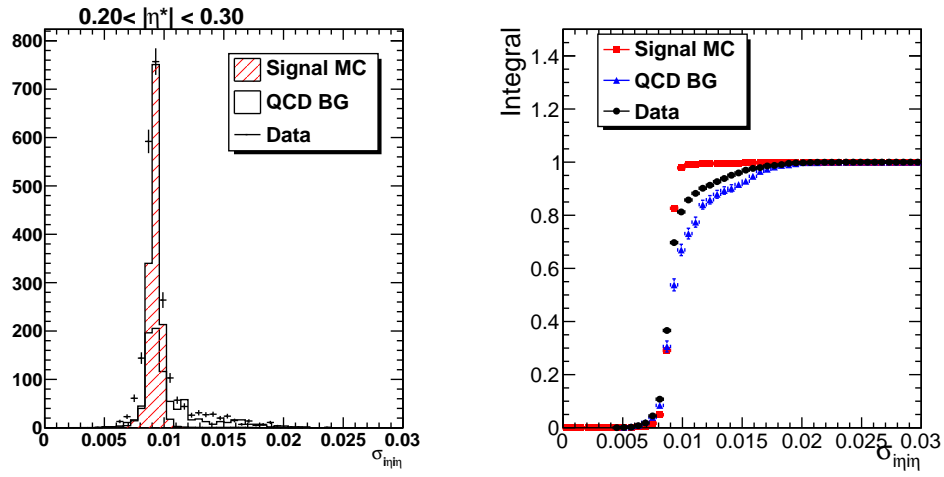 0.20< |η*| < 0.30
800
700
600
500
400
300
200
100
0
0 0.005 0.01 0.015 0.02 0.025 0.03
σiηiη
Signal MC
QCD BG
Data
Integral
1.4
1.2
1
0.8
0.6
0.4
0.2
0
0 0.005 0.01 0.015 0.02 0.025 0.03
σiηiη
Signal MC
QCD BG
Data